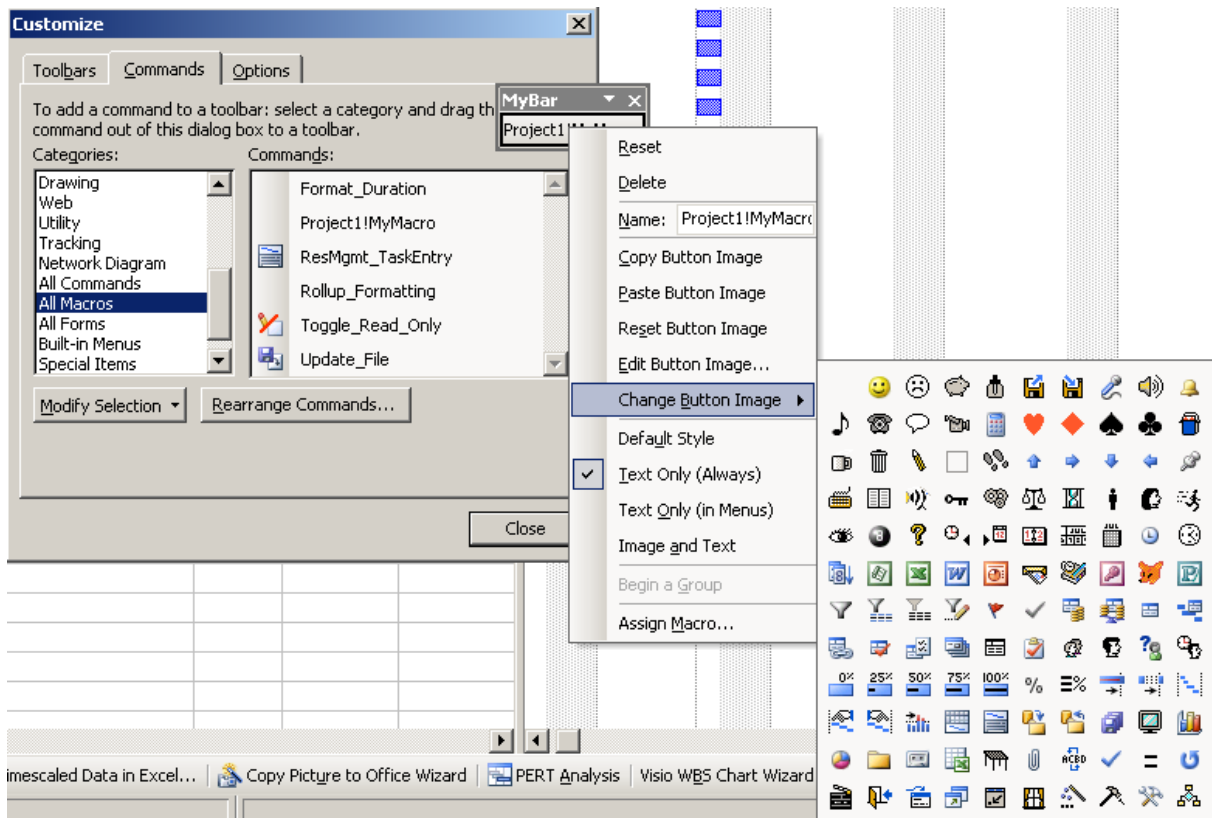 Customize
Toolbars Commands Options
To add a command to a toolbar: select a category and drag th
command out of this dialog box to a toolbar.
Categories: Commands:
Drawing
Web
Utility
Tracking
Network Diagram
All Commands
All Macros
All Forms
Built-in Menus
Special Items
Format_Duration
Project1!MyMacro
ResMgmt_TaskEntry
Rollup_Formatting
Toggle_Read_Only
Update_File
Modify Selection Rearrange Commands...
Close
MyBar
Reset
Delete
Name: Project1!MyMacro
Copy Button Image
Paste Button Image
Reset Button Image
Edit Button Image...
Change Button Image
Default Style
Text Only (Always)
Text Only (in Menus)
Image and Text
Begin a Group
Assign Macro...
0% 25% 50% 75% 100% %
imescaled Data in Excel... Copy Picture to Office Wizard PERT Analysis Visio WBS Chart Wizard